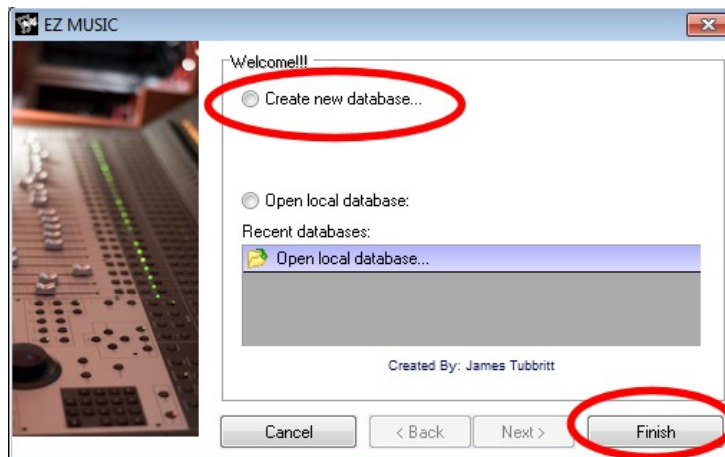 EZ MUSIC
Welcome!!!
Create new database...
Open local database:
Recent databases:
Open local database...
Created By: James Tubbritt
Cancel
< Back
Next >
Finish